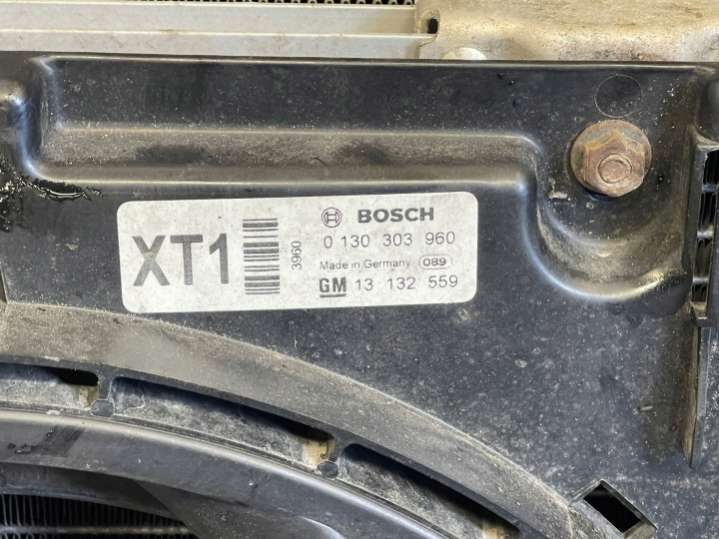 XT1
3960
BOSCH
0 130 303 960
Made in Germany 089
GM 13 132 559